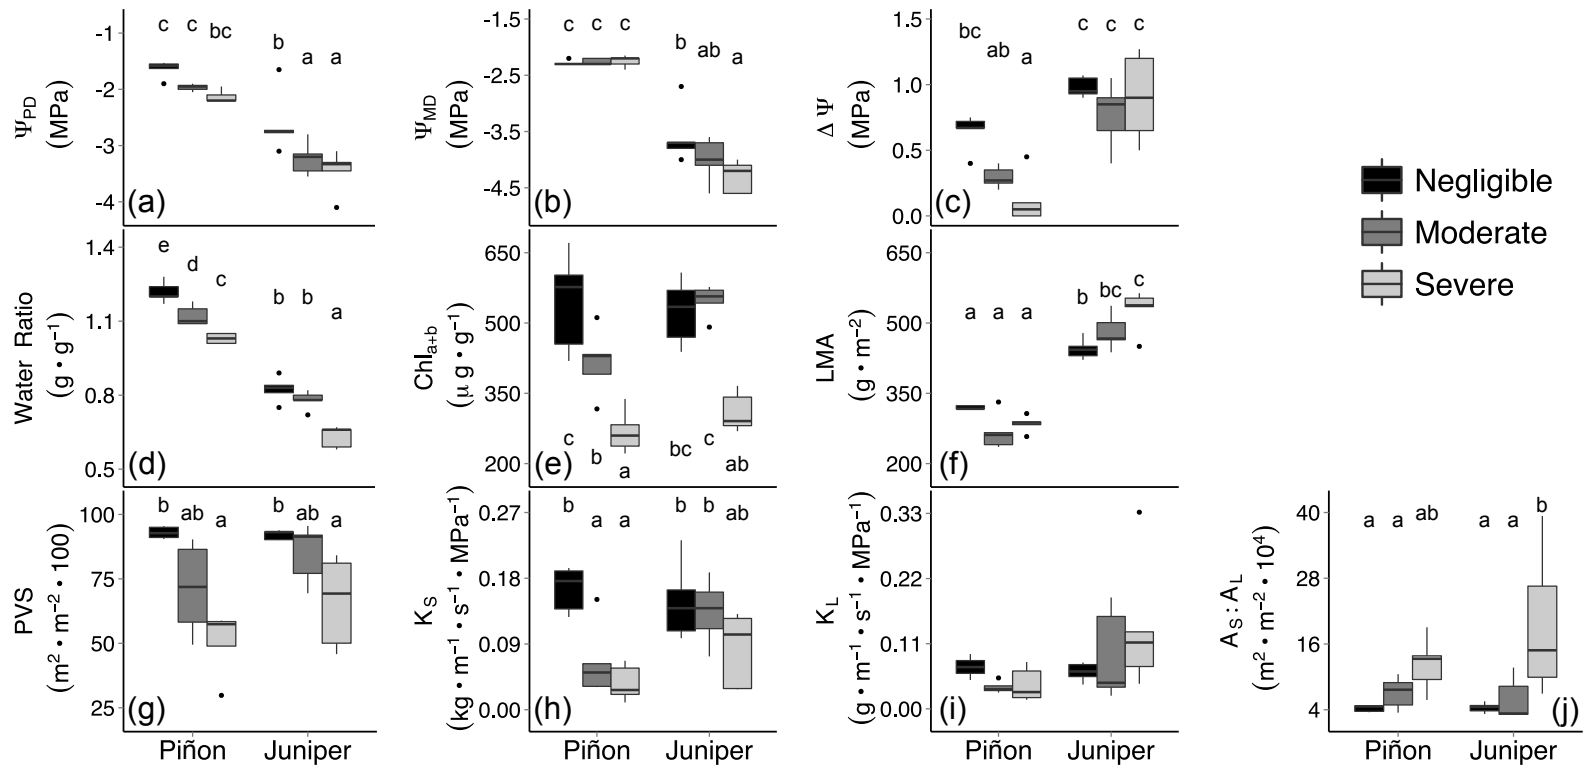 -1
-2
-3
-4
Ψ_PD
(MPa)
c c bc b a a
(a)
-1.5
-2.5
-3.5
-4.5
Ψ_MD
(MPa)
c c c b ab a
(b)
1.5
1.0
0.5
0.0
Δ Ψ
(MPa)
bc ab a c c c
(c)
Negligible
Moderate
Severe
1.4
1.1
0.8
0.5
Water Ratio
(g • g⁻¹)
e d c b b a
(d)
650
500
350
200
Chl_a+b
(μ g • g⁻¹)
c b a bc c ab
(e)
650
500
350
200
LMA
(g • m⁻²)
a a a b bc c
(f)
100
75
50
25
PVS
(m² • m⁻² • 100)
b ab a b ab a
(g)
Piñon Juniper
0.27
0.18
0.09
0.00
K_S
(kg • m⁻¹ • s⁻¹ • MPa⁻¹)
b a a b b ab
(h)
Piñon Juniper
0.33
0.22
0.11
0.00
K_L
(g • m⁻¹ • s⁻¹ • MPa⁻¹)
(i)
Piñon Juniper
40
28
16
4
A_S : A_L
(m² • m⁻² • 10⁴)
a a ab a a b
(j)
Piñon Juniper